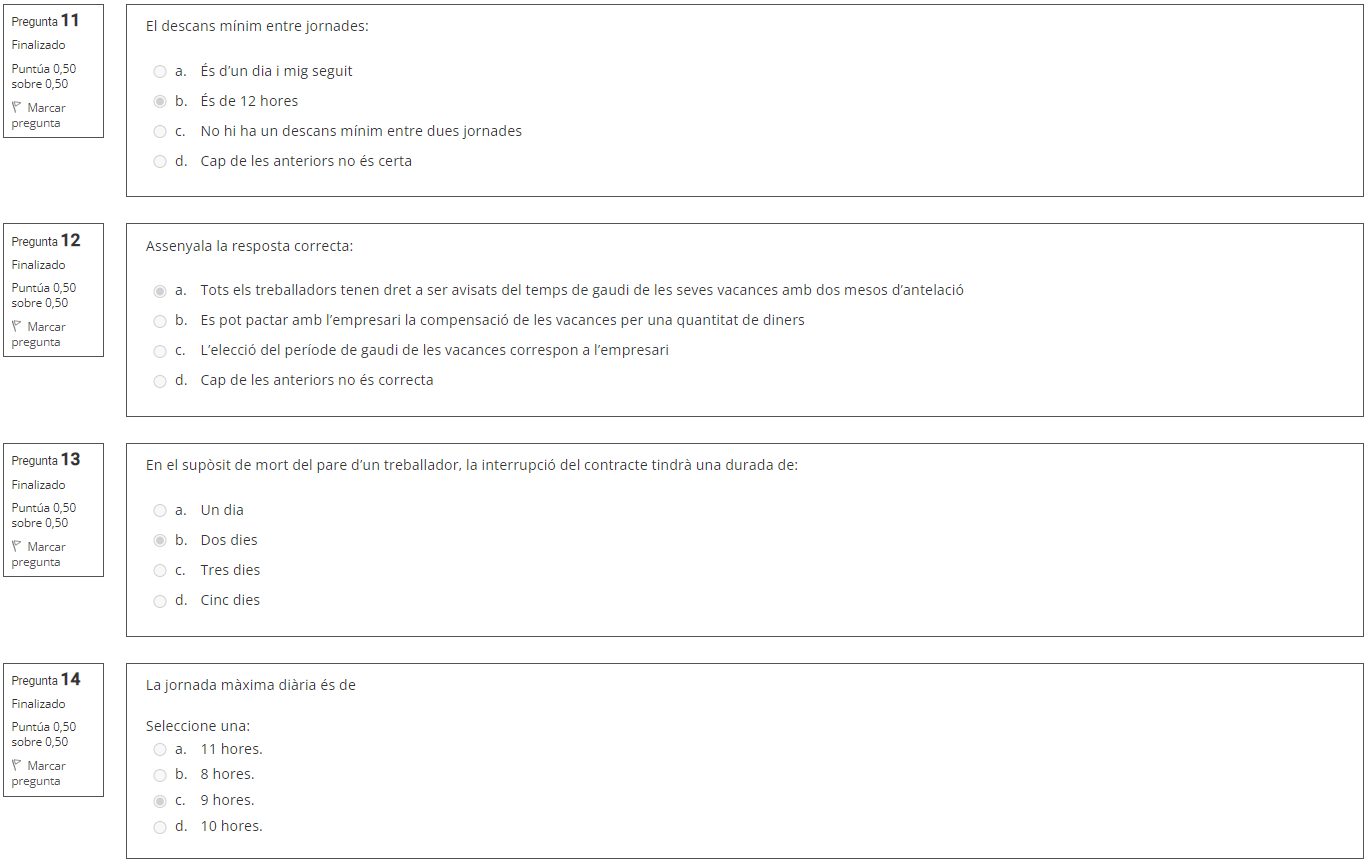 Pregunta 11
Finalizado
Puntúa 0,50
sobre 0,50
Marcar
pregunta
El descans mínim entre jornades:
a. És d’un dia i mig seguit
b. És de 12 hores
c. No hi ha un descans mínim entre dues jornades
d. Cap de les anteriors no és certa
Pregunta 12
Finalizado
Puntúa 0,50
sobre 0,50
Marcar
pregunta
Assenyala la resposta correcta:
a. Tots els treballadors tenen dret a ser avisats del temps de gaudi de les seves vacances amb dos mesos d’antelació
b. Es pot pactar amb l’empresari la compensació de les vacances per una quantitat de diners
c. L’elecció del període de gaudi de les vacances correspon a l’empresari
d. Cap de les anteriors no és correcta
Pregunta 13
Finalizado
Puntúa 0,50
sobre 0,50
Marcar
pregunta
En el supòsit de mort del pare d’un treballador, la interrupció del contracte tindrà una durada de:
a. Un dia
b. Dos dies
c. Tres dies
d. Cinc dies
Pregunta 14
Finalizado
Puntúa 0,50
sobre 0,50
Marcar
pregunta
La jornada màxima diària és de
Seleccione una:
a. 11 hores.
b. 8 hores.
c. 9 hores.
d. 10 hores.